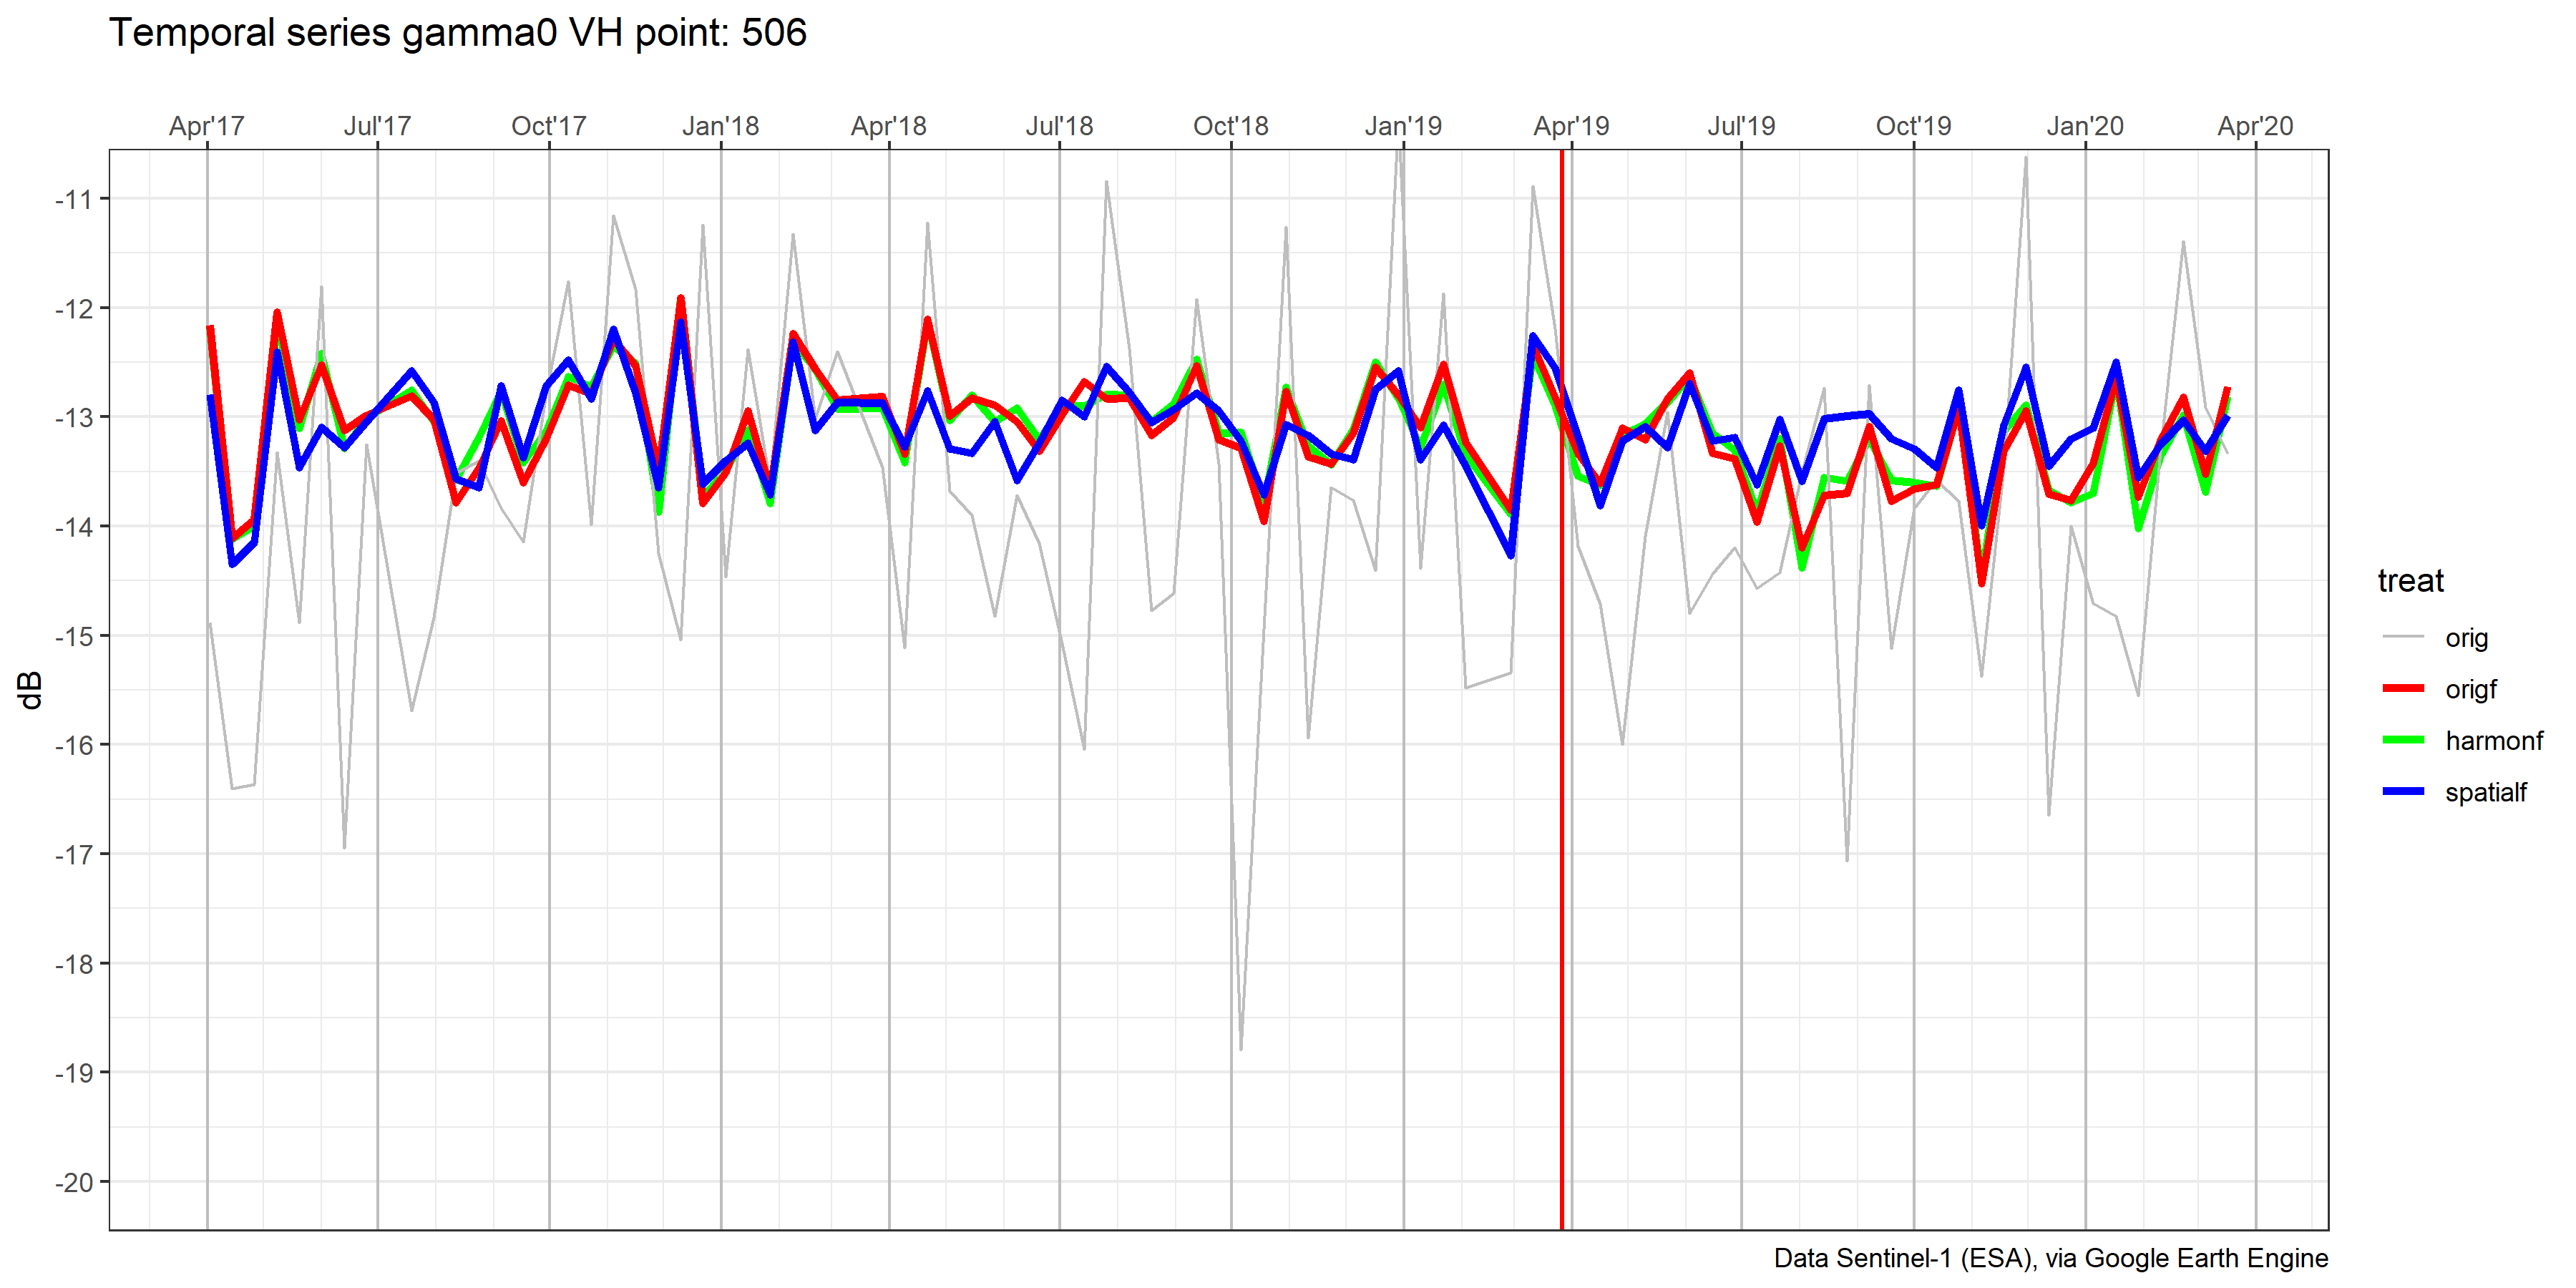 Temporal series gamma0 VH point: 506
Apr'17 Jul'17 Oct'17 Jan'18 Apr'18 Jul'18 Oct'18 Jan'19 Apr'19 Jul'19 Oct'19 Jan'20 Apr'20
-11
-12
-13
-14
-15
-16
-17
-18
-19
-20
dB
treat
orig
origf
harmonf
spatialf
Data Sentinel-1 (ESA), via Google Earth Engine